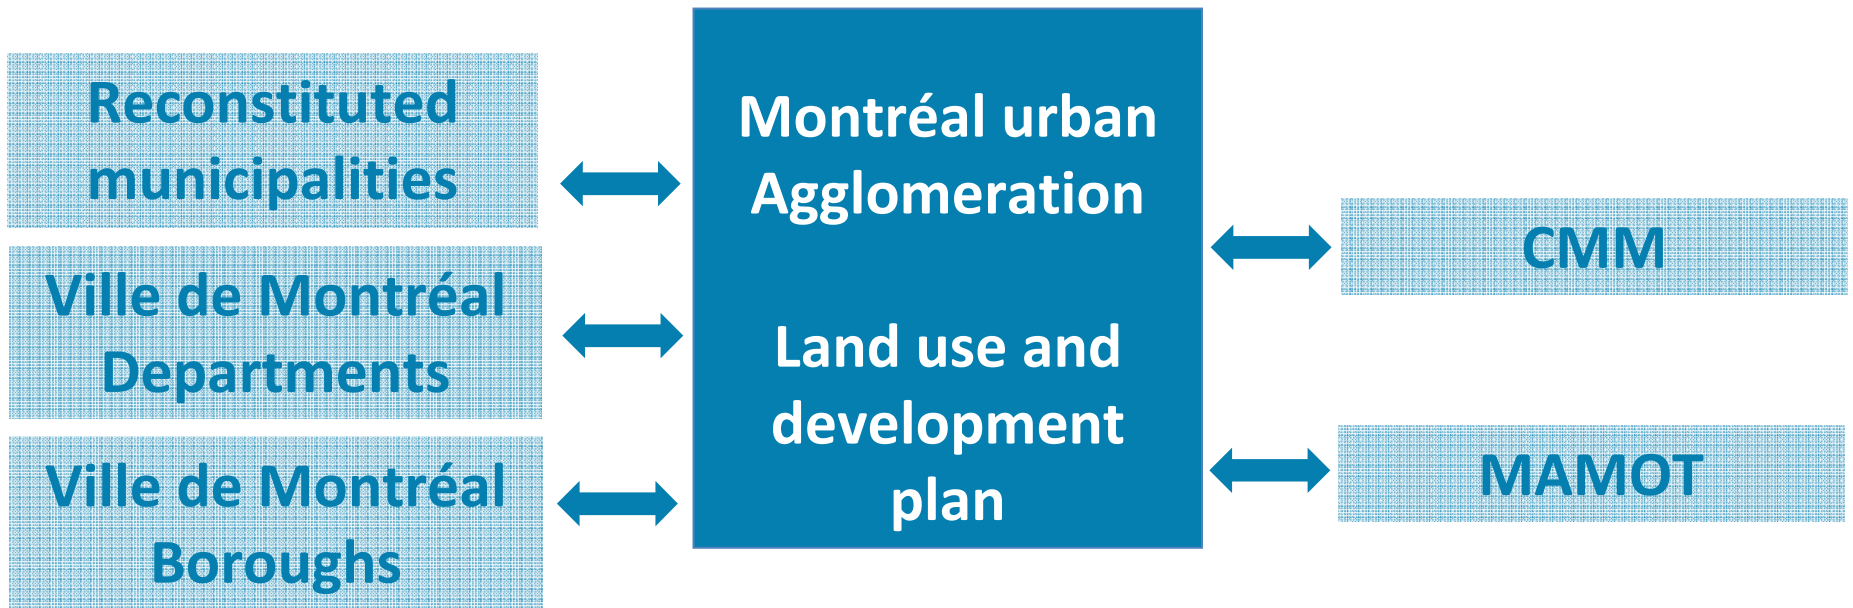 Reconstituted
municipalities
Ville de Montréal
Departments
Ville de Montréal
Boroughs
Montréal urban
Agglomeration
Land use and
development
plan
CMM
MAMOT